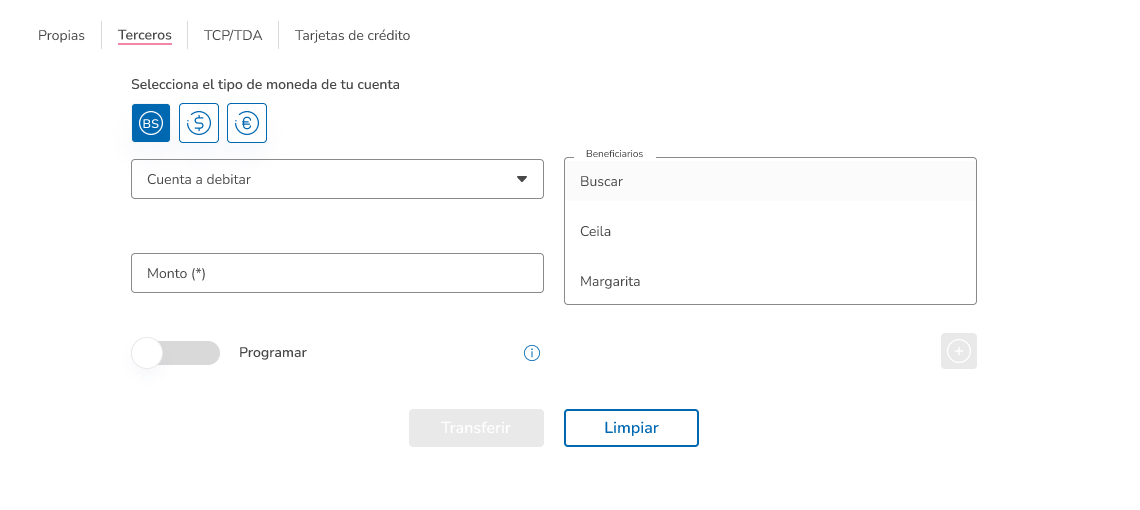 Propias
Terceros
TCP/TDA
Tarjetas de crédito
Selecciona el tipo de moneda de tu cuenta
BS
$
€
Cuenta a debitar
Beneficiarios
Buscar
Ceila
Margarita
Monto (*)
Programar
Transferir
Limpiar